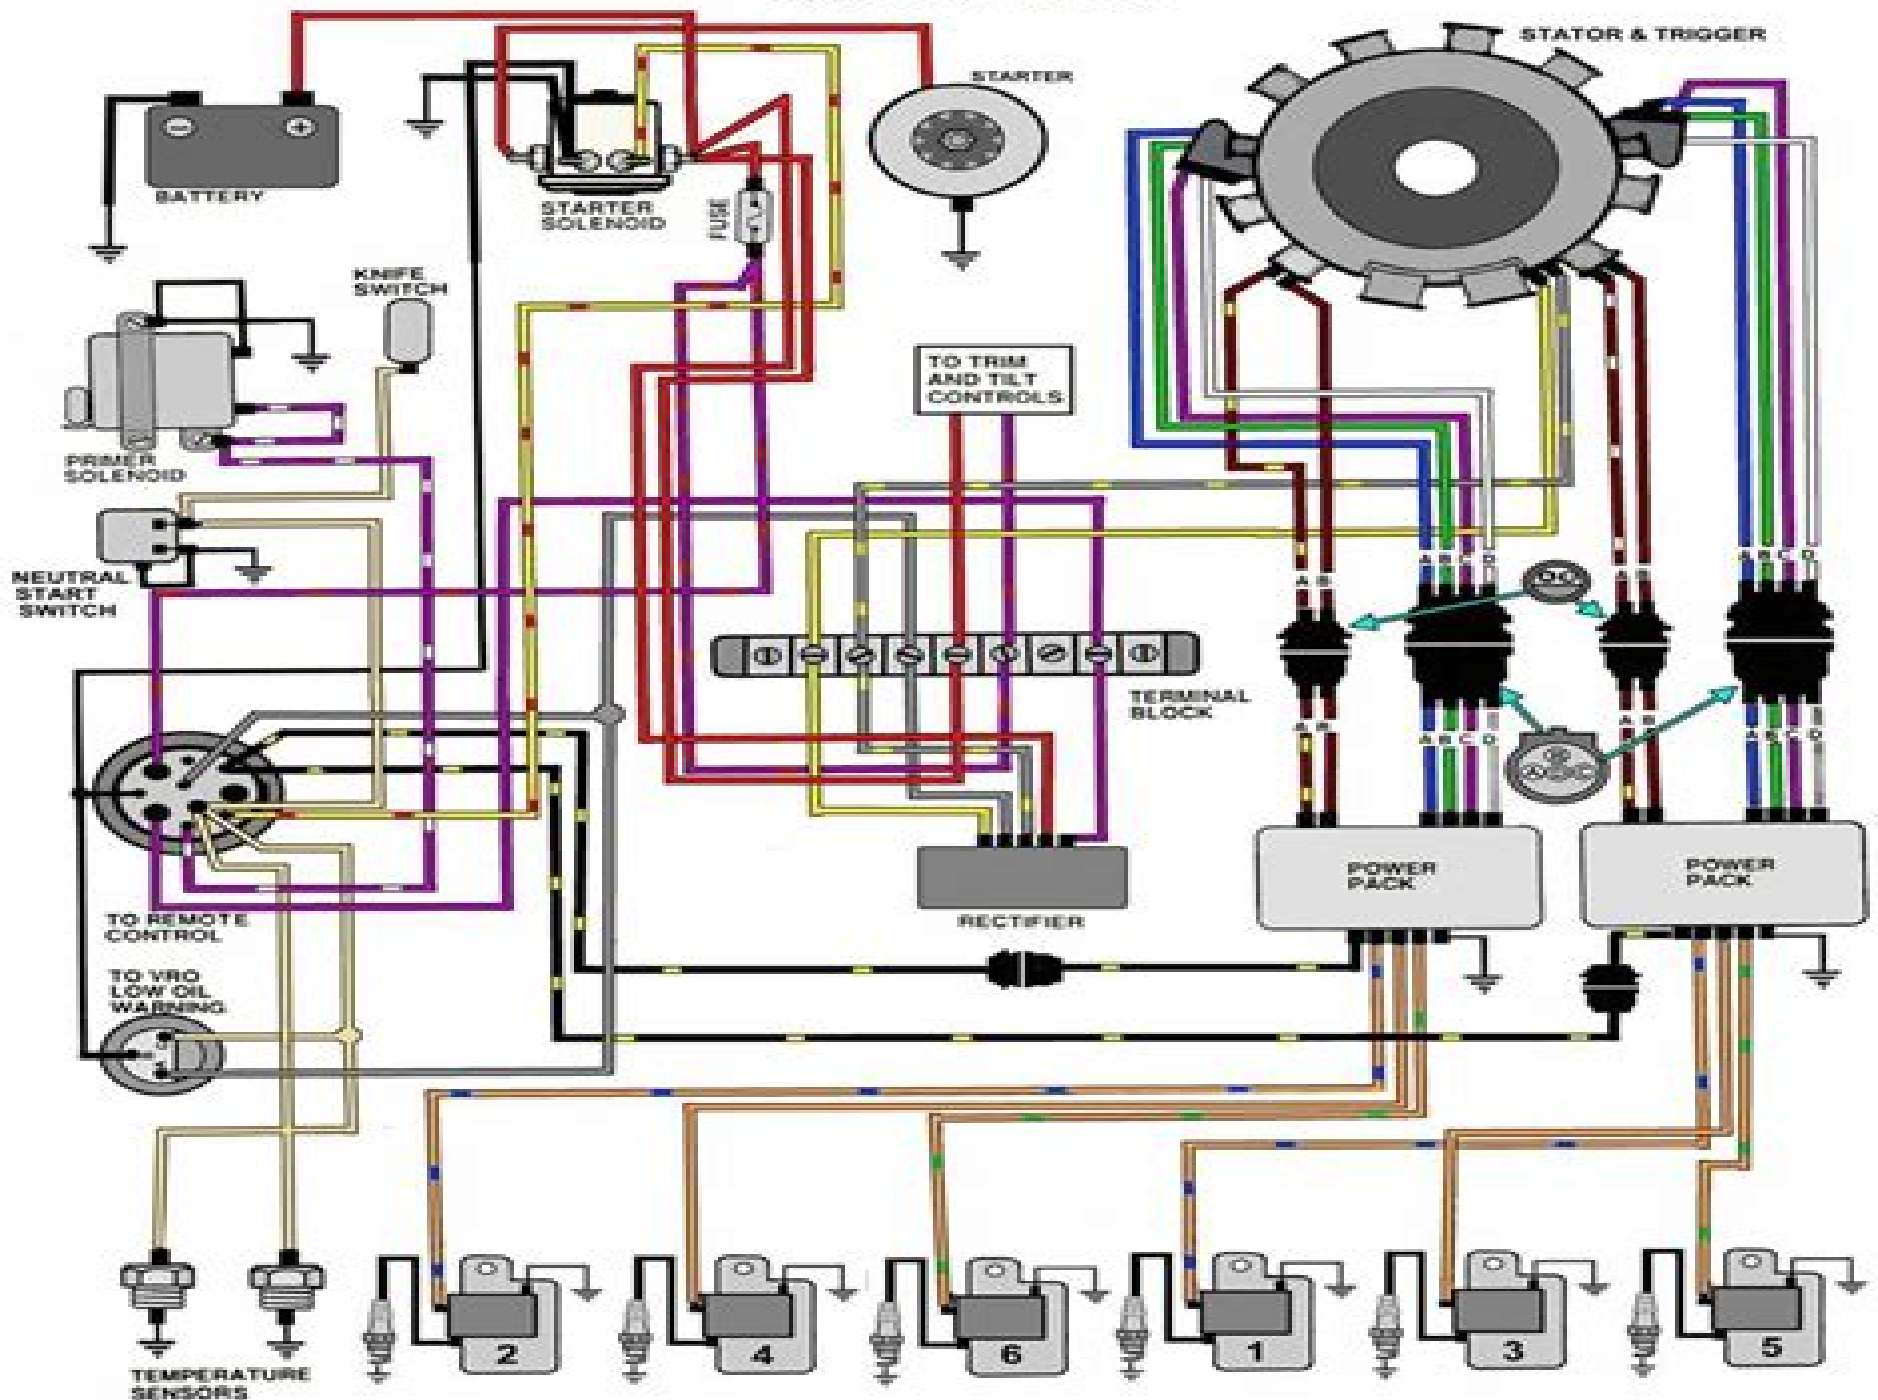 STATOR & TRIGGER
STARTER
BATTERY
STARTER
SOLENOID
FUSE
KNIFE
SWITCH
TO TRIM
AND TILT
CONTROLS
PRIMER
SOLENOID
NEUTRAL
START
SWITCH
A B
A B C D
A B
A B C D
TERMINAL
BLOCK
A B
A B C D
A B
A B C D
POWER
PACK
POWER
PACK
RECTIFIER
TO REMOTE
CONTROL
TO VRO
LOW OIL
WARNING
2
4
6
1
3
5
TEMPERATURE
SENSORS